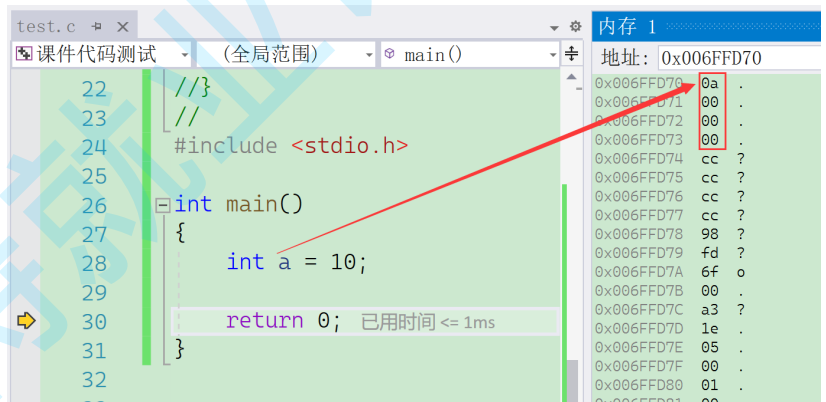 test.c
课件代码测试 (全局范围) main()
22 //}
23 //
24 #include <stdio.h>
25
26 int main()
27 {
28 int a = 10;
29
30 return 0; 已用时间 <= 1ms
31 }
32
内存 1
地址: 0x006FFD70
0x006FFD70 0a .
0x006FFD71 00 .
0x006FFD72 00 .
0x006FFD73 00 .
0x006FFD74 cc ?
0x006FFD75 cc ?
0x006FFD76 cc ?
0x006FFD77 cc ?
0x006FFD78 98 ?
0x006FFD79 fd ?
0x006FFD7A 6f o
0x006FFD7B 00 .
0x006FFD7C a3 ?
0x006FFD7D 1e .
0x006FFD7E 05 .
0x006FFD7F 00 .
0x006FFD80 01 .